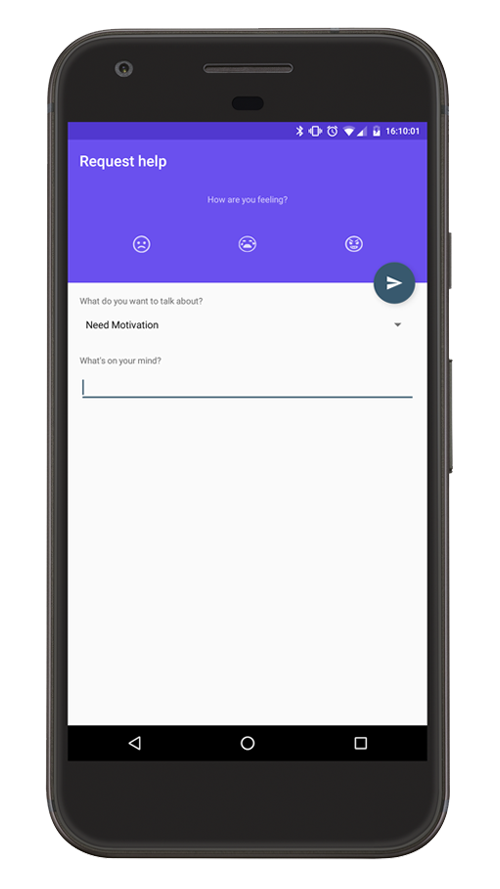 16:10:01
Request help
How are you feeling?
What do you want to talk about?
Need Motivation
What's on your mind?